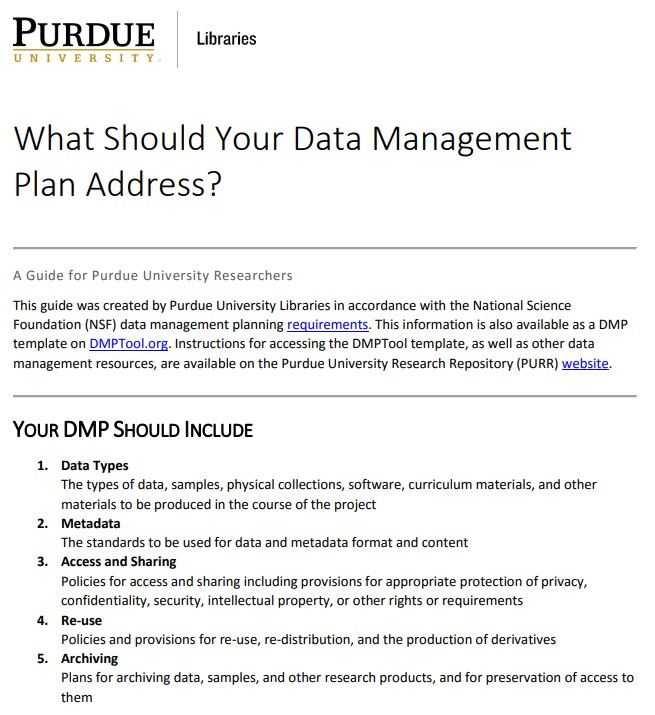 PURDUE
UNIVERSITY
Libraries
What Should Your Data Management
Plan Address?
A Guide for Purdue University Researchers
This guide was created by Purdue University Libraries in accordance with the National Science
Foundation (NSF) data management planning requirements. This information is also available as a DMP
template on DMPTool.org. Instructions for accessing the DMPTool template, as well as other data
management resources, are available on the Purdue University Research Repository (PURR) website.
YOUR DMP SHOULD INCLUDE
1. Data Types
The types of data, samples, physical collections, software, curriculum materials, and other
materials to be produced in the course of the project
2. Metadata
The standards to be used for data and metadata format and content
3. Access and Sharing
Policies for access and sharing including provisions for appropriate protection of privacy,
confidentiality, security, intellectual property, or other rights or requirements
4. Re-use
Policies and provisions for re-use, re-distribution, and the production of derivatives
5. Archiving
Plans for archiving data, samples, and other research products, and for preservation of access to
them